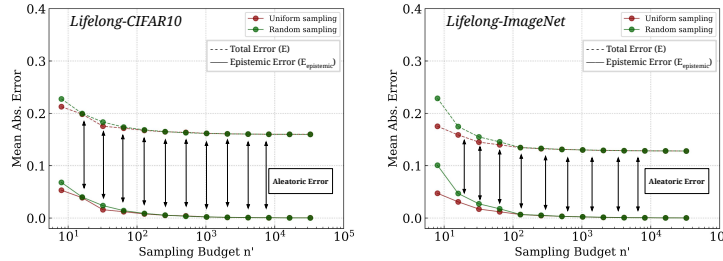 Lifelong-CIFAR10
Uniform sampling
Random sampling
Total Error (E)
Epistemic Error (E_epistemic)
Aleatoric Error
Mean Abs. Error
0.4
0.3
0.2
0.1
0.0
10^1
10^2
10^3
10^4
10^5
Sampling Budget n'
Lifelong-ImageNet
Uniform sampling
Random sampling
Total Error (E)
Epistemic Error (E_epistemic)
Aleatoric Error
Mean Abs. Error
0.4
0.3
0.2
0.1
0.0
10^1
10^2
10^3
10^4
Sampling Budget n'